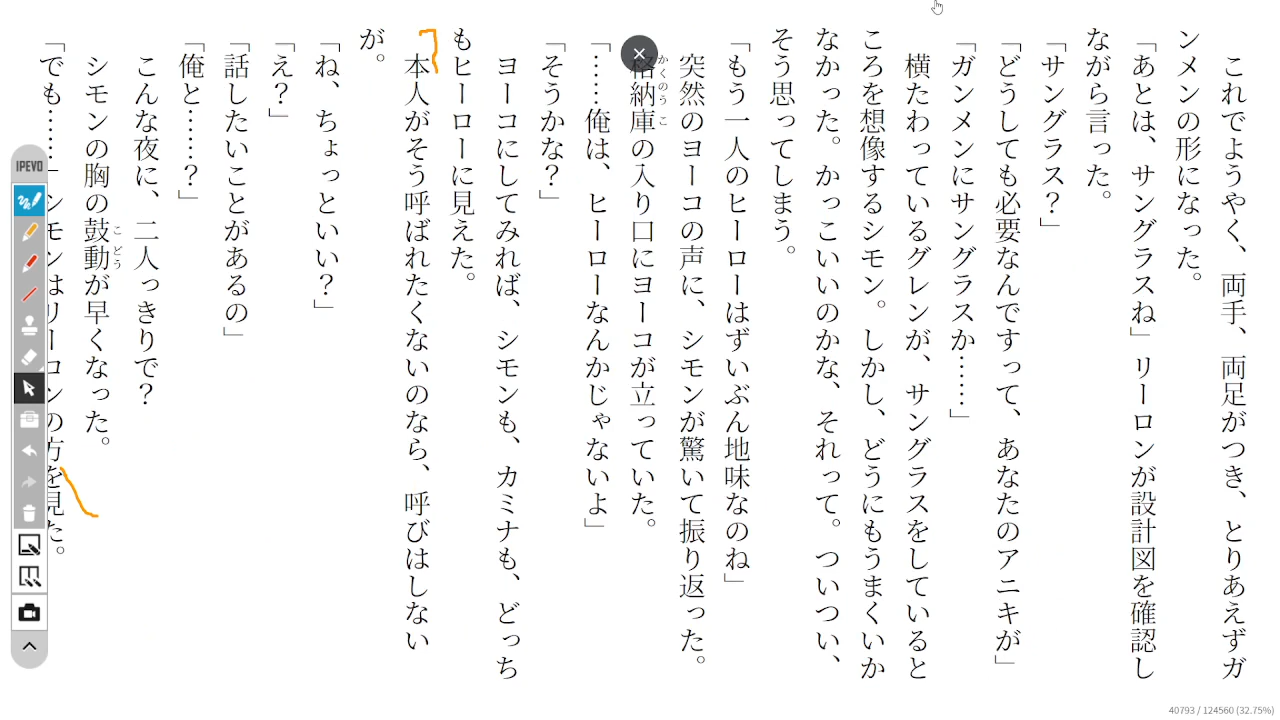 これでようやく、両手、両足がつき、とりあえずガ
ンメンの形になった。
「あとは、サングラスね」リーロンが設計図を確認し
ながら言った。
「サングラス？」
「どうしても必要なんですって、あなたのアニキが」
「ガンメンにサングラスか……」
横たわっているグレンが、サングラスをしていると
ころを想像するシモン。しかし、どうにもうまくいか
なかった。かっこいいのかな、それって。ついつい、
そう思ってしまう。
「もう一人のヒーローはずいぶん地味なのね」
突然のヨーコの声に、シモンが驚いて振り返った。
格納庫の入り口にヨーコが立っていた。
かくのうこ
「……俺は、ヒーローなんかじゃないよ」
「そうかな？」
ヨーコにしてみれば、シモンも、カミナも、どっち
もヒーローに見えた。
本人がそう呼ばれたくないのなら、呼びはしない
が。
「ね、ちょっといい？」
「え？」
「話したいことがあるの」
「俺と……？」
こんな夜に、二人っきりで？
シモンの胸の鼓動が早くなった。
こどう
「でも……」シモンはリーロンの方を見た。
IPEVO
40793 / 124560 (32.75%)